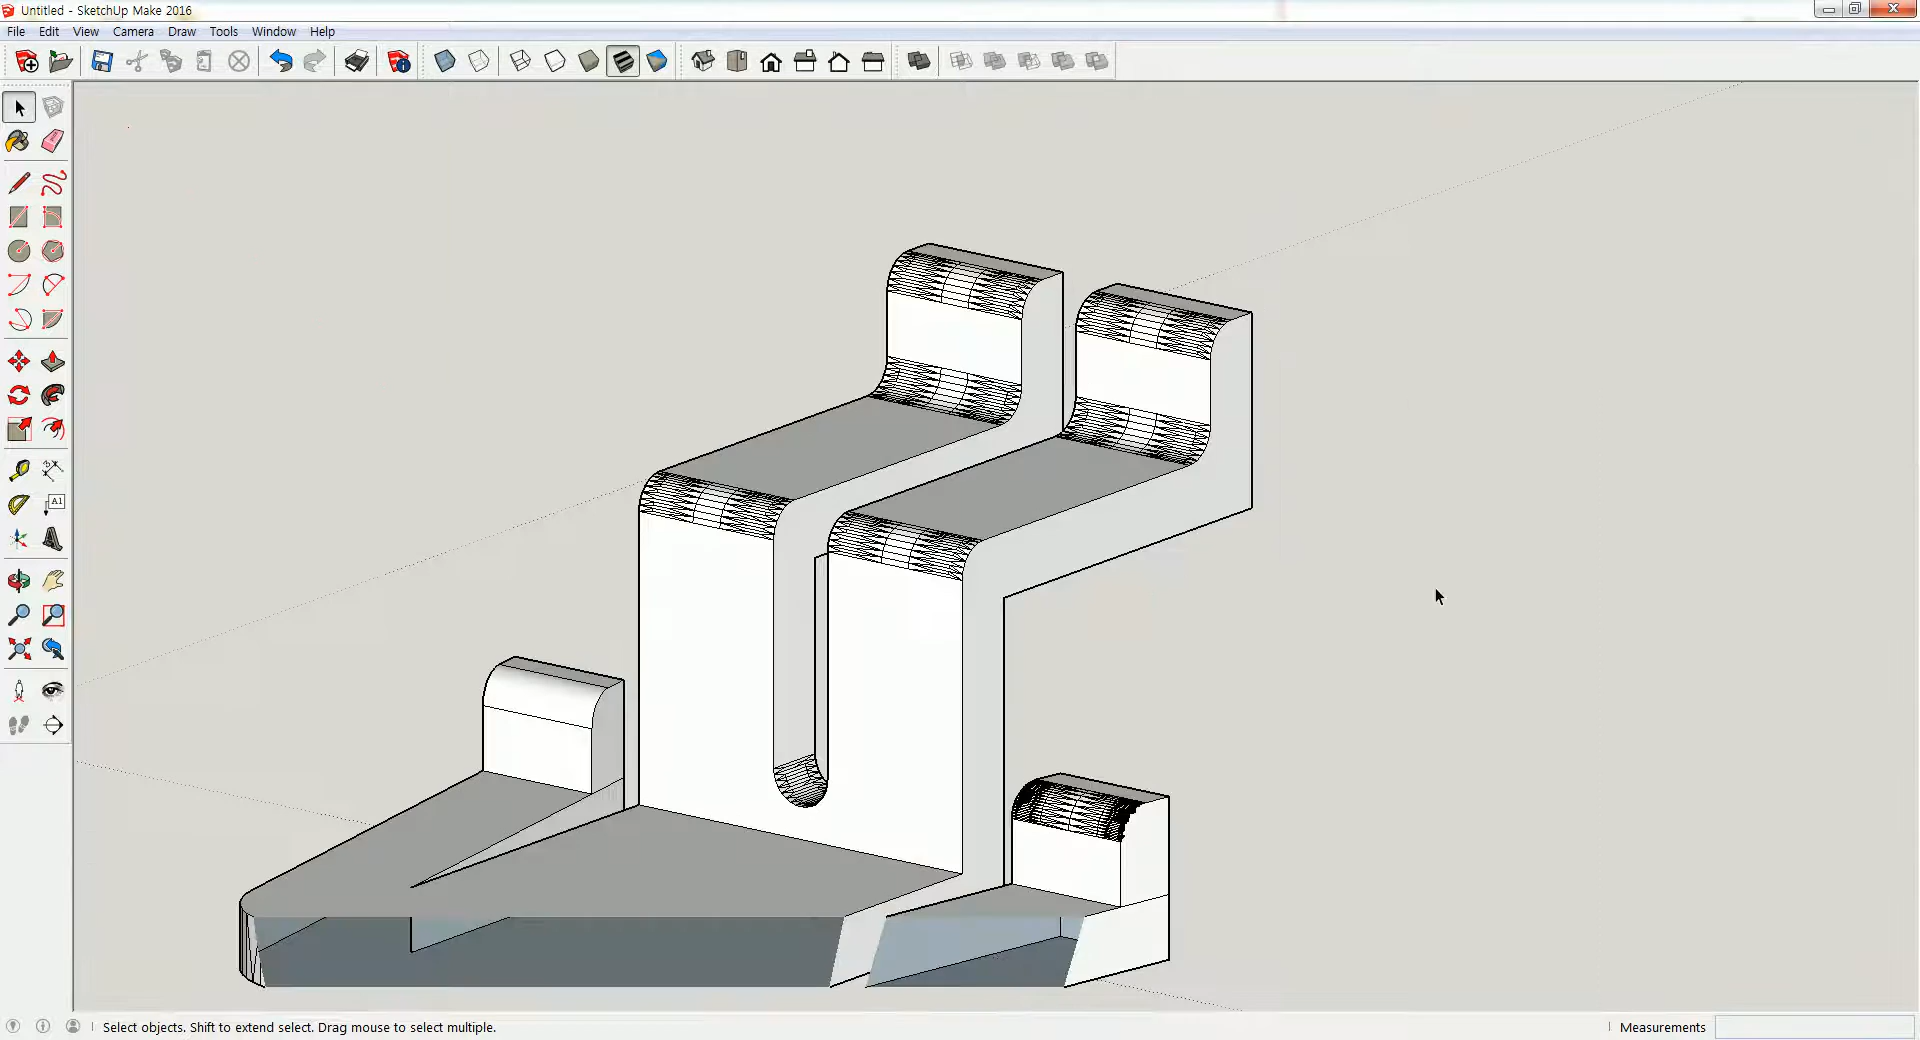 Untitled - SketchUp Make 2016
File Edit View Camera Draw Tools Window Help
A1
Select objects. Shift to extend select. Drag mouse to select multiple.
Measurements